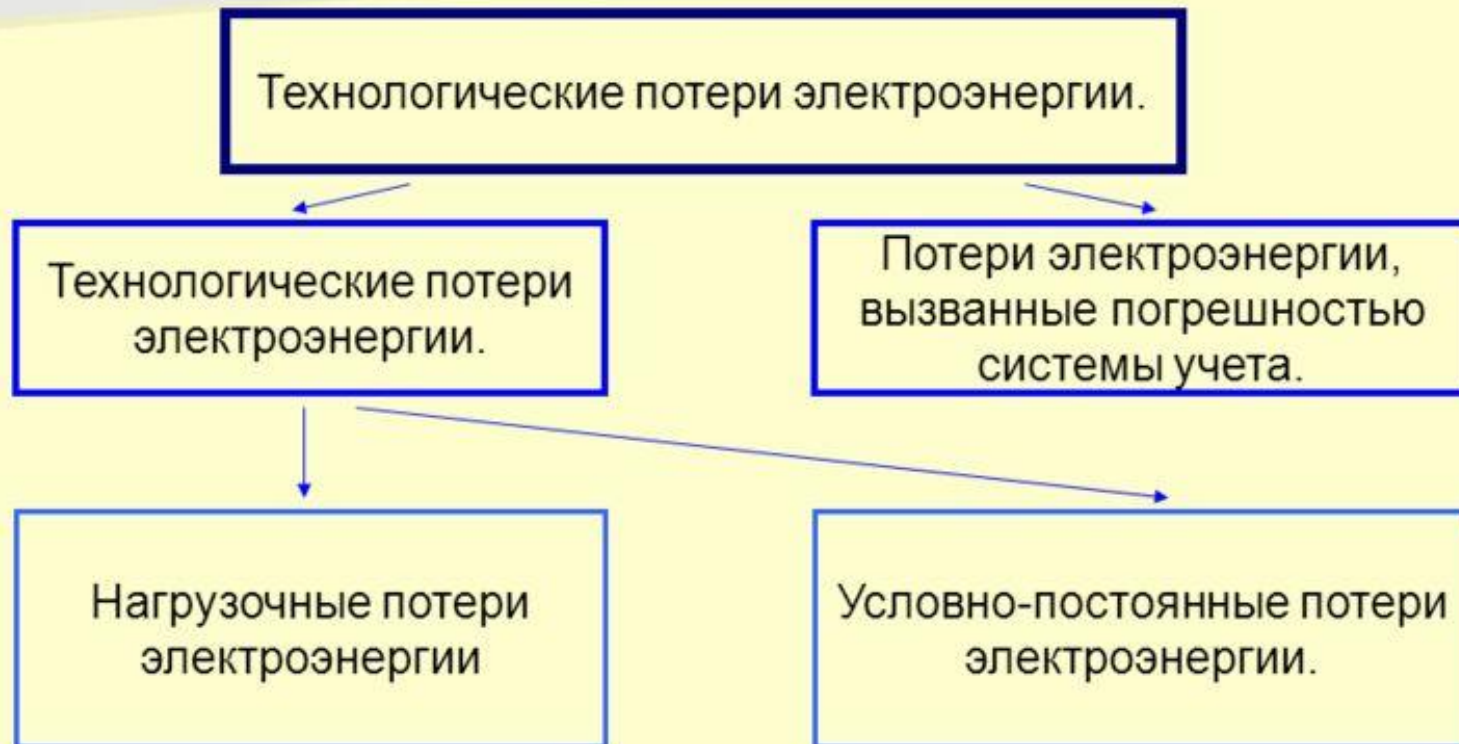 Технологические потери электроэнергии.
Технологические потери
электроэнергии.
Потери электроэнергии,
вызванные погрешностью
системы учета.
Нагрузочные потери
электроэнергии
Условно-постоянные потери
электроэнергии.